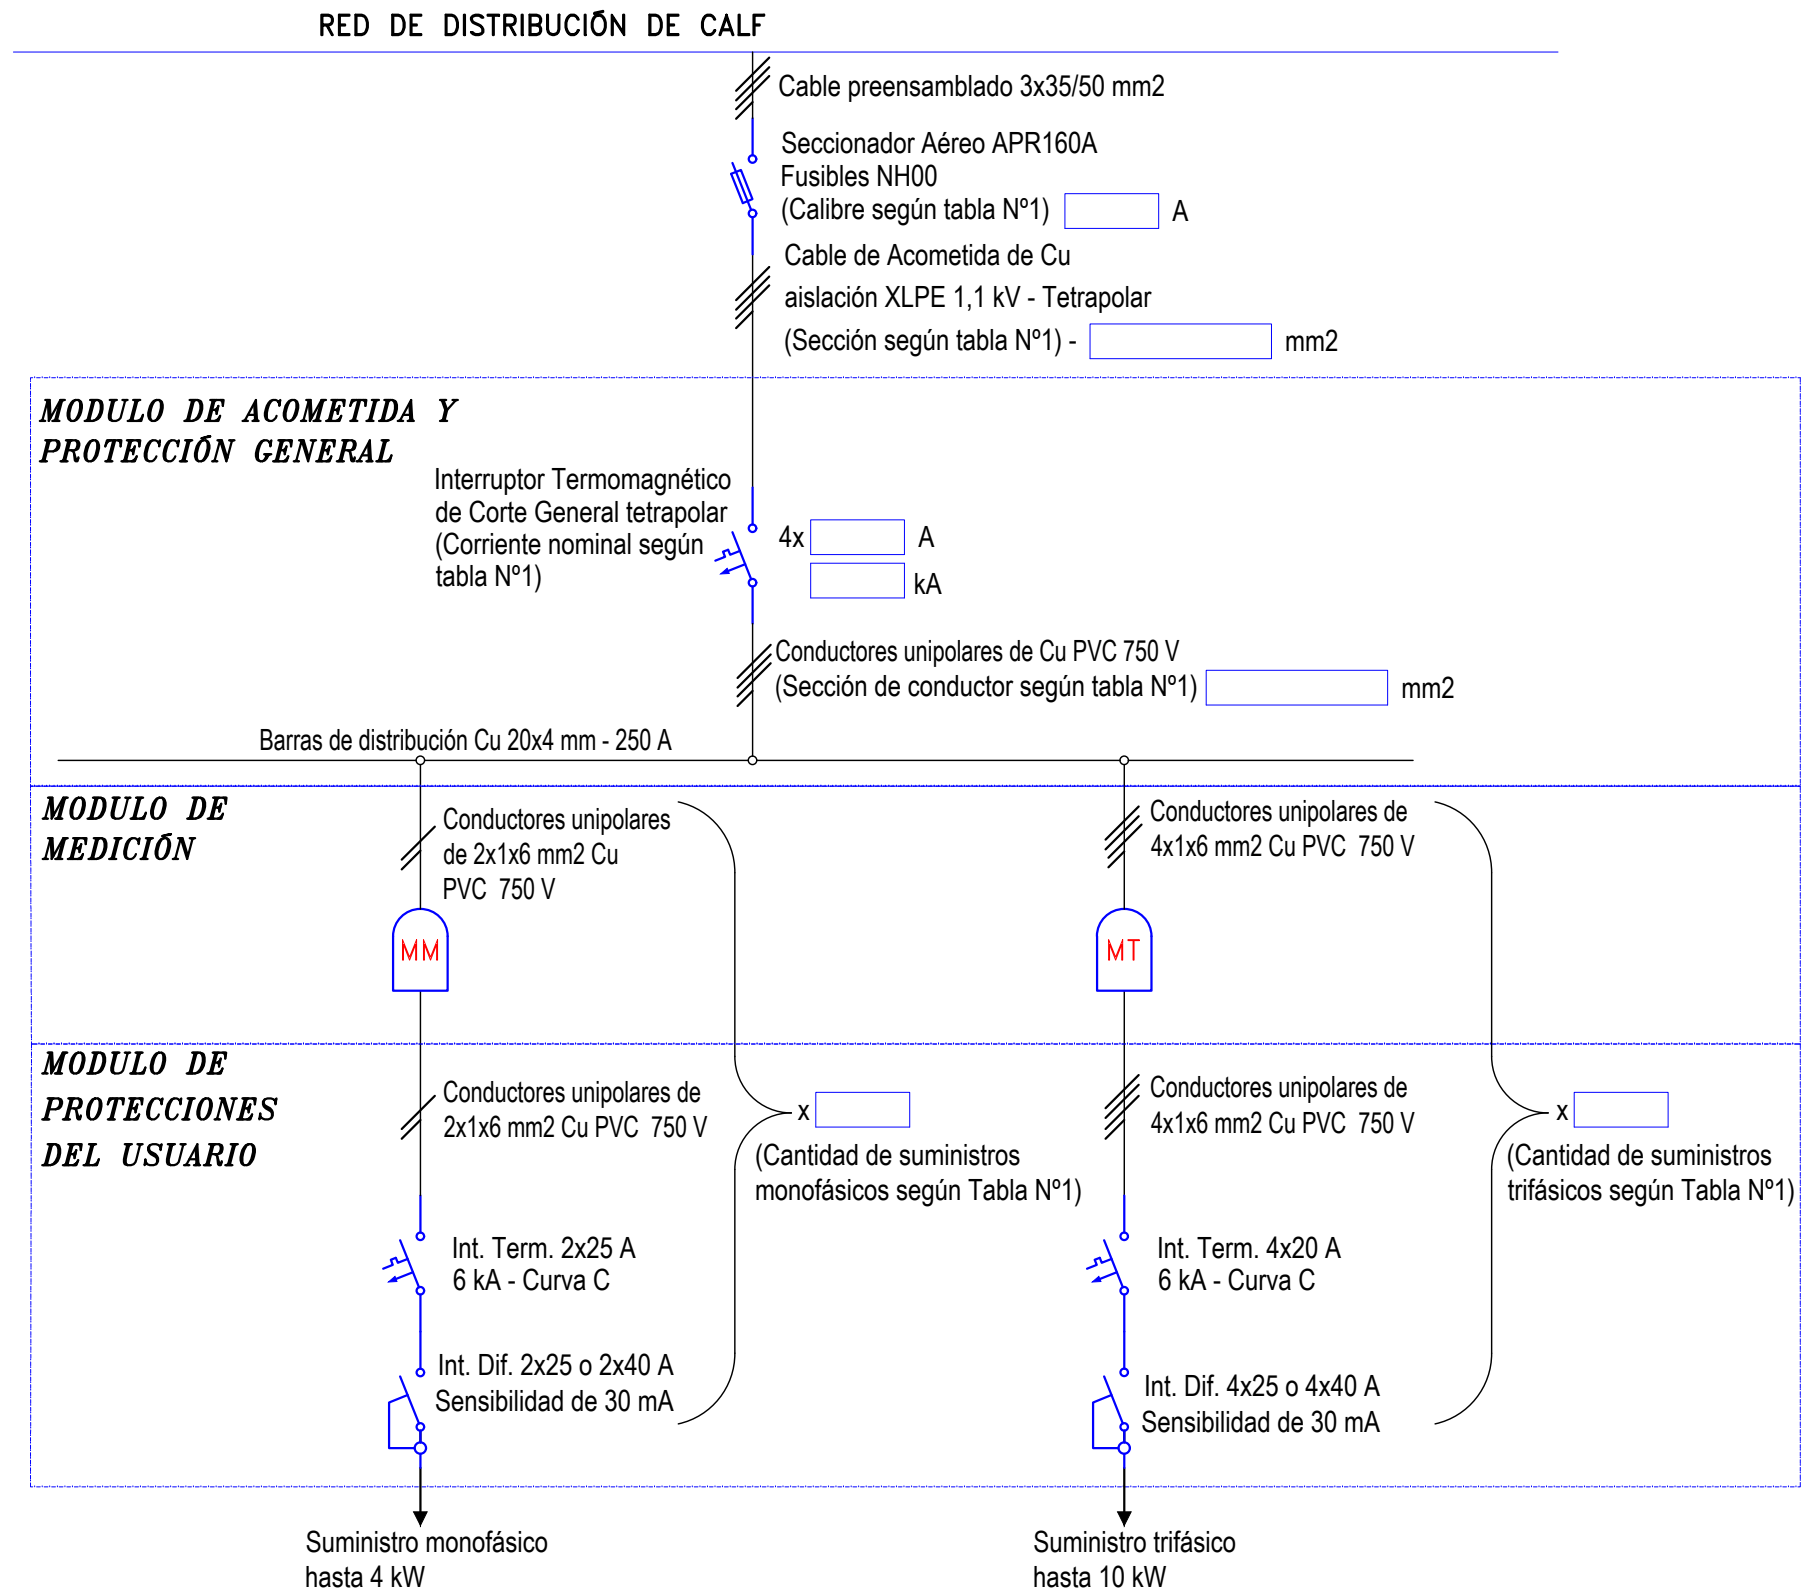 RED DE DISTRIBUCIÓN DE CALF
Cable preensamblado 3x35/50 mm2
Seccionador Aéreo APR160A
Fusibles NH00
(Calibre según tabla Nº1) A
Cable de Acometida de Cu
aislación XLPE 1,1 kV - Tetrapolar
(Sección según tabla Nº1) - mm2
MODULO DE ACOMETIDA Y
PROTECCIÓN GENERAL
Interruptor Termomagnético
de Corte General tetrapolar
(Corriente nominal según
tabla Nº1)
4x A
kA
Conductores unipolares de Cu PVC 750 V
(Sección de conductor según tabla Nº1) mm2
Barras de distribución Cu 20x4 mm - 250 A
MODULO DE
MEDICIÓN
Conductores unipolares
de 2x1x6 mm2 Cu
PVC 750 V
Conductores unipolares de
4x1x6 mm2 Cu PVC 750 V
MM
MT
MODULO DE
PROTECCIONES
DEL USUARIO
Conductores unipolares de
2x1x6 mm2 Cu PVC 750 V
x
(Cantidad de suministros
monofásicos según Tabla Nº1)
Conductores unipolares de
4x1x6 mm2 Cu PVC 750 V
x
(Cantidad de suministros
trifásicos según Tabla Nº1)
Int. Term. 2x25 A
6 kA - Curva C
Int. Term. 4x20 A
6 kA - Curva C
Int. Dif. 2x25 o 2x40 A
Sensibilidad de 30 mA
Int. Dif. 4x25 o 4x40 A
Sensibilidad de 30 mA
Suministro monofásico
hasta 4 kW
Suministro trifásico
hasta 10 kW